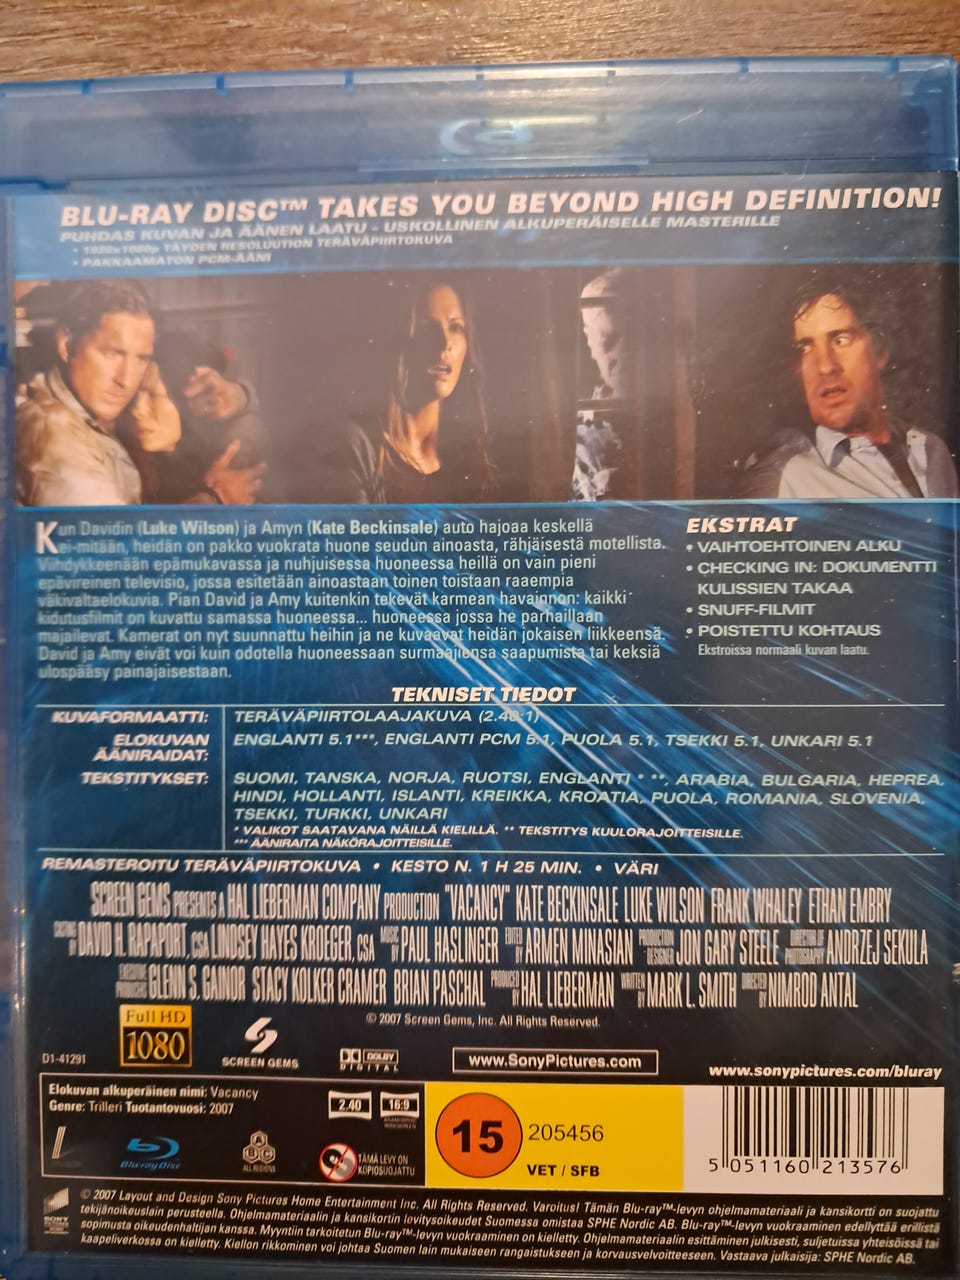 BLU-RAY DISC™ TAKES YOU BEYOND HIGH DEFINITION!
PUHDAS KUVAN JA ÄÄNEN LAATU - USKOLLINEN ALKUPERÄISELLE MASTERILLE
• 1920x1080p TÄYDEN RESOLUUTION TERÄVÄPIIRTOKUVA
• PAKKAAMATON PCM-ÄÄNI
Kun Davidin (Luke Wilson) ja Amyn (Kate Beckinsale) auto hajoaa keskellä
ei-mitään, heidän on pakko vuokrata huone seudun ainoasta, rähjäisestä motellista.
Viihdykkeenään epämukavassa ja nuhjuisessa huoneessa heillä on vain pieni
epävireinen televisio, jossa esitetään ainoastaan toinen toistaan raaempia
väkivaltaelokuvia. Pian David ja Amy kuitenkin tekevät karmean havainnon: kaikki
kidutusfilmit on kuvattu samassa huoneessa... huoneessa jossa he parhaillaan
majailevat. Kamerat on nyt suunnattu heihin ja ne kuvaavat heidän jokaisen liikkeensä.
David ja Amy eivät voi kuin odotella huoneessaan surmaajiensa saapumista tai keksiä
ulospääsy painajaisestaan.
EKSTRAT
• VAIHTOEHTOINEN ALKU
• CHECKING IN: DOKUMENTTI
KULISSIEN TAKAA
• SNUFF-FILMIT
• POISTETTU KOHTAUS
Ekstroissa normaali kuvan laatu.
TEKNISET TIEDOT
KUVAFORMAATTI: TERÄVÄPIIRTOLAAJAKUVA (2.40:1)
ELOKUVAN ÄÄNIRAIDAT: ENGLANTI 5.1***, ENGLANTI PCM 5.1, PUOLA 5.1, TSEKKI 5.1, UNKARI 5.1
TEKSTITYKSET: SUOMI, TANSKA, NORJA, RUOTSI, ENGLANTI * **, ARABIA, BULGARIA, HEPREA,
HINDI, HOLLANTI, ISLANTI, KREIKKA, KROATIA, PUOLA, ROMANIA, SLOVENIA,
TSEKKI, TURKKI, UNKARI
* VALIKOT SAATAVANA NÄILLÄ KIELILLÄ. ** TEKSTITYS KUULORAJOITTEISILLE.
*** ÄÄNIRAITA NÄKÖRAJOITTEISILLE.
REMASTEROITU TERÄVÄPIIRTOKUVA • KESTO N. 1 H 25 MIN. • VÄRI
SCREEN GEMS PRESENTS A HAL LIEBERMAN COMPANY PRODUCTION "VACANCY" KATE BECKINSALE LUKE WILSON FRANK WHALEY ETHAN EMBRY
CASTING BY DAVID H. RAPAPORT, CSA LINDSEY HAYES KROEGER, CSA MUSIC BY PAUL HASLINGER EDITED BY ARMEN MINASIAN PRODUCTION DESIGNER JON GARY STEELE DIRECTOR OF PHOTOGRAPHY ANDRZEJ SEKULA
EXECUTIVE PRODUCERS GLENN S. GAINOR STACY KOLKER CRAMER BRIAN PASCHAL PRODUCED BY HAL LIEBERMAN WRITTEN BY MARK L. SMITH DIRECTED BY NIMROD ANTAL
© 2007 Screen Gems, Inc. All Rights Reserved.
Full HD
1080
D1-41291
SCREEN GEMS
DOLBY
DIGITAL
www.SonyPictures.com
www.sonypictures.com/bluray
Elokuvan alkuperäinen nimi: Vacancy
Genre: Trilleri Tuotantovuosi: 2007
2.40
16:9
ANAMORPHIC WIDESCREEN
Blu-ray Disc
A B C
ALL REGIONS
TÄMÄ LEVY ON
KOPIOSUOJATTU
15
205456
VET / SFB
5 051160 213576
SONY
PICTURES
© 2007 Layout and Design Sony Pictures Home Entertainment Inc. All Rights Reserved. Varoitus! Tämän Blu-ray™-levyn ohjelmamateriaali ja kansikortti on suojattu
tekijänoikeuslain perusteella. Ohjelmamateriaalin ja kansikortin levitysoikeudet Suomessa omistaa SPHE Nordic AB. Blu-ray™-levyn vuokraaminen edellyttää erillistä
sopimusta oikeudenhaltijan kanssa. Myyntiin tarkoitetun Blu-ray™-levyn vuokraaminen on kielletty. Ohjelmamateriaalin esittäminen julkisesti, suljetuissa yhteisöissä tai
kaapeliverkossa on kielletty. Kiellon rikkominen voi johtaa Suomen lain mukaiseen rangaistukseen ja korvausvelvoitteeseen. Vastaava julkaisija: SPHE Nordic AB.